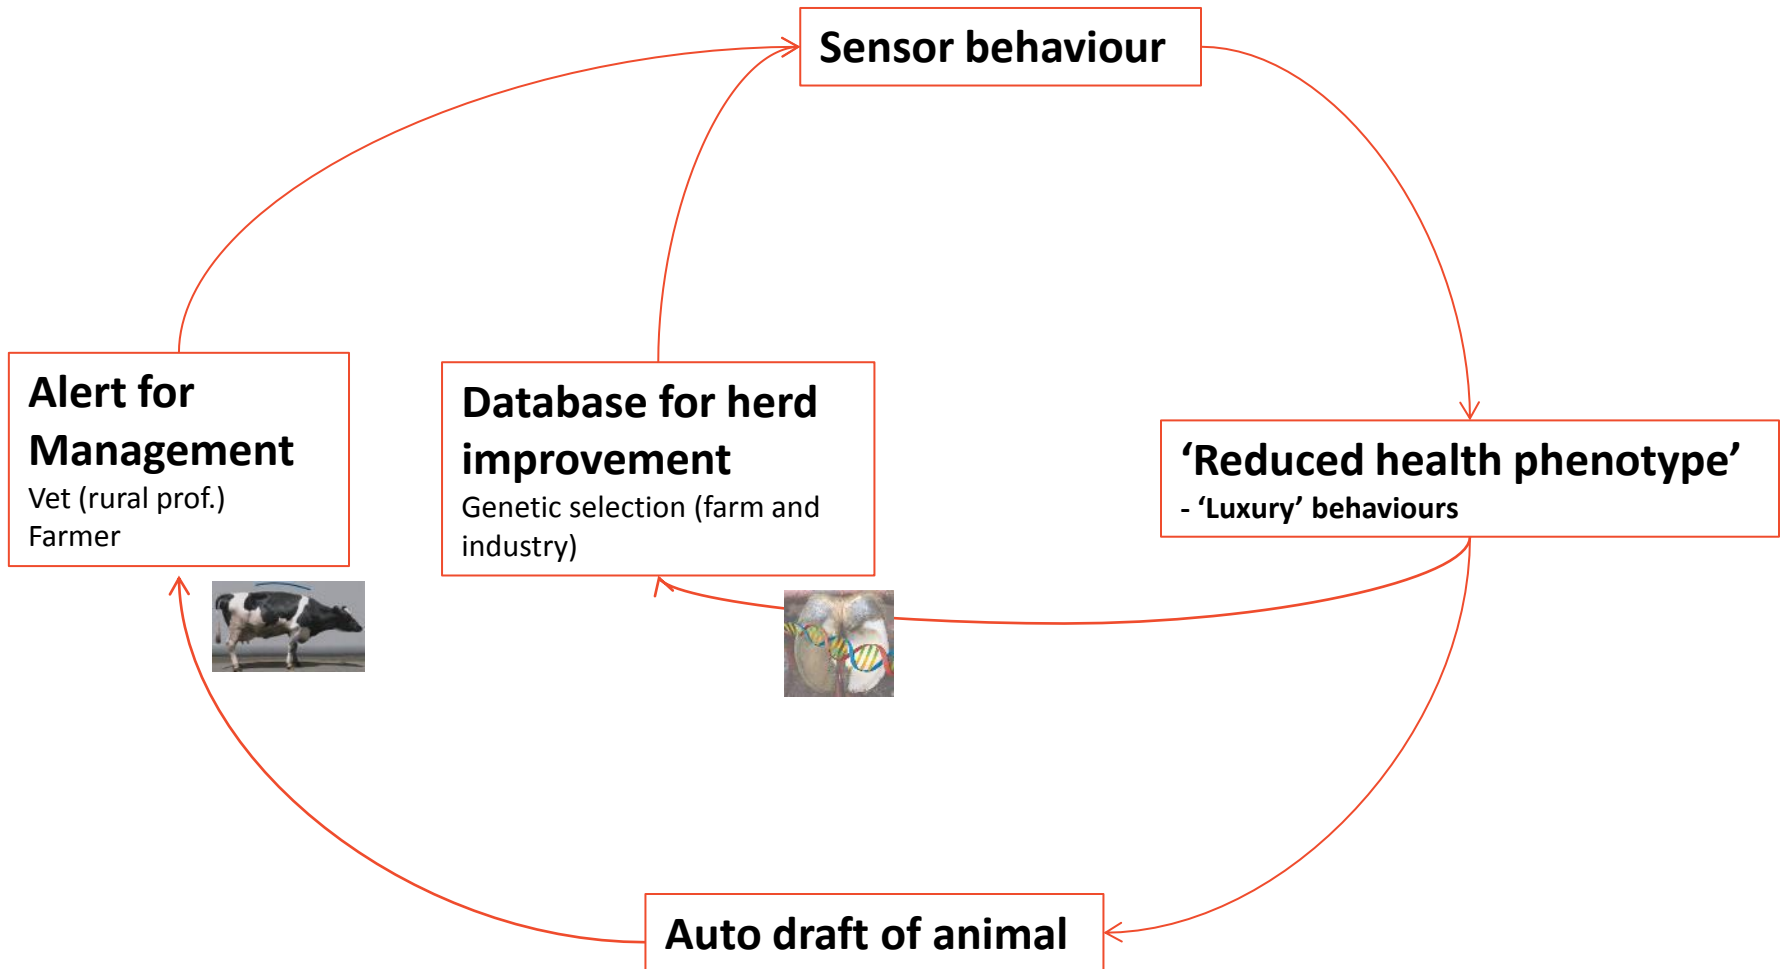 Sensor behaviour
Alert for
Management
Vet (rural prof.)
Farmer
Database for herd
improvement
Genetic selection (farm and
industry)
‘Reduced health phenotype’
- ‘Luxury’ behaviours
Auto draft of animal